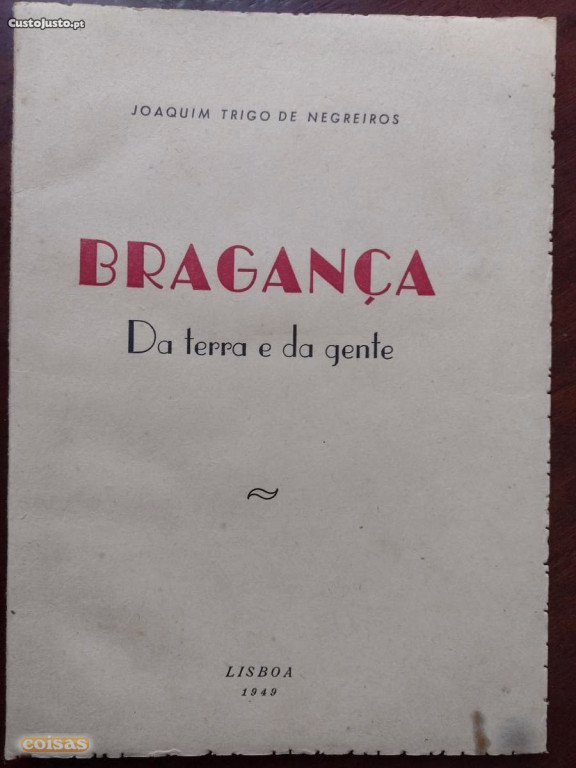 CustoJusto.pt
JOAQUIM TRIGO DE NEGREIROS
BRAGANÇA
Da terra e da gente
LISBOA
1949
coisas